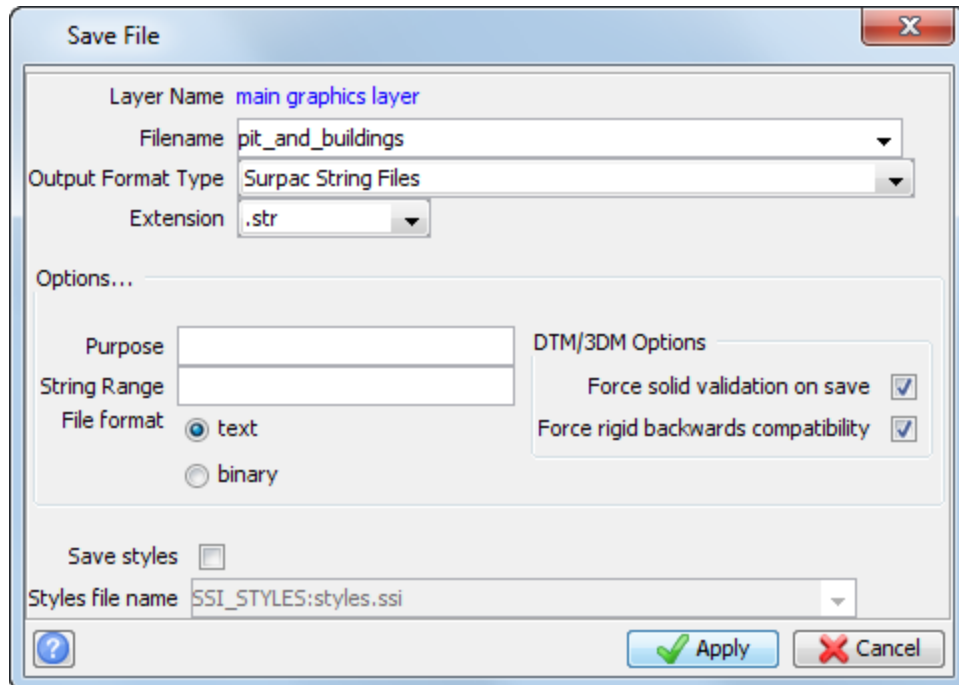 Save File
Layer Name main graphics layer
Filename pit_and_buildings
Output Format Type Surpac String Files
Extension .str
Options...
Purpose
String Range
File format text
binary
DTM/3DM Options
Force solid validation on save
Force rigid backwards compatibility
Save styles
Styles file name SSI_STYLES:styles.ssi
? Apply Cancel